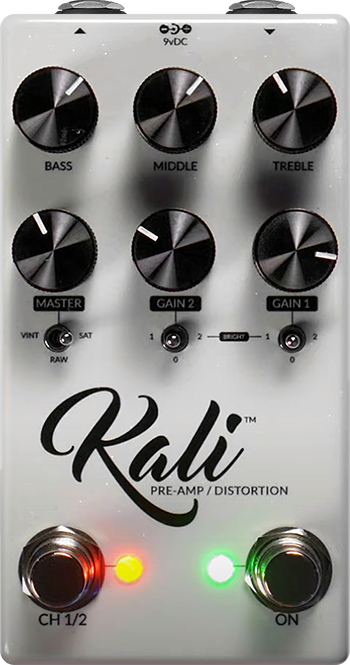 9vDC
BASS MIDDLE TREBLE
MASTER GAIN 2 GAIN 1
VINT SAT 1 2 BRIGHT 1 2
RAW 0 0
Kali™
PRE-AMP / DISTORTION
CH 1/2 ON